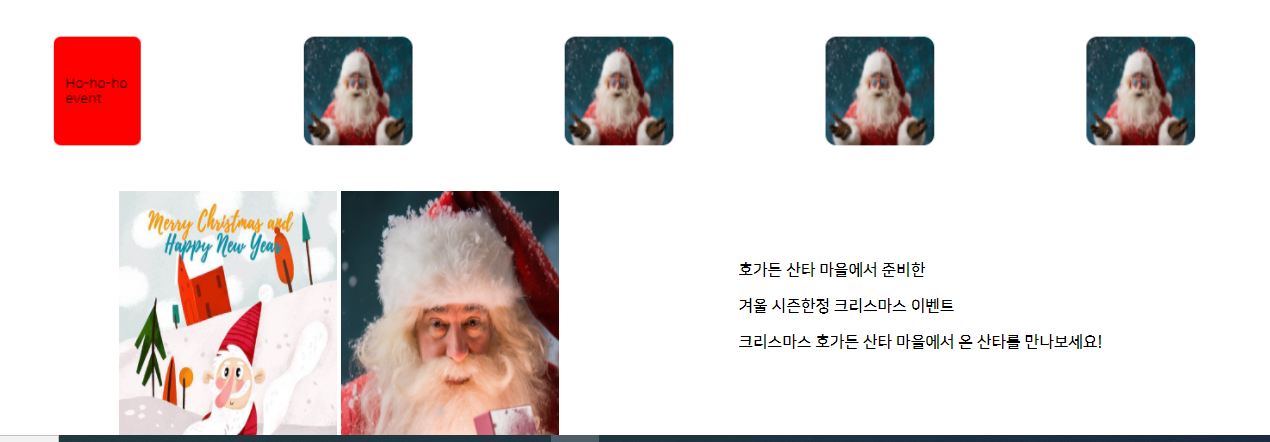 Ho-ho-ho
event
Merry Christmas and
Happy New Year
호가든 산타 마을에서 준비한
겨울 시즌한정 크리스마스 이벤트
크리스마스 호가든 산타 마을에서 온 산타를 만나보세요!